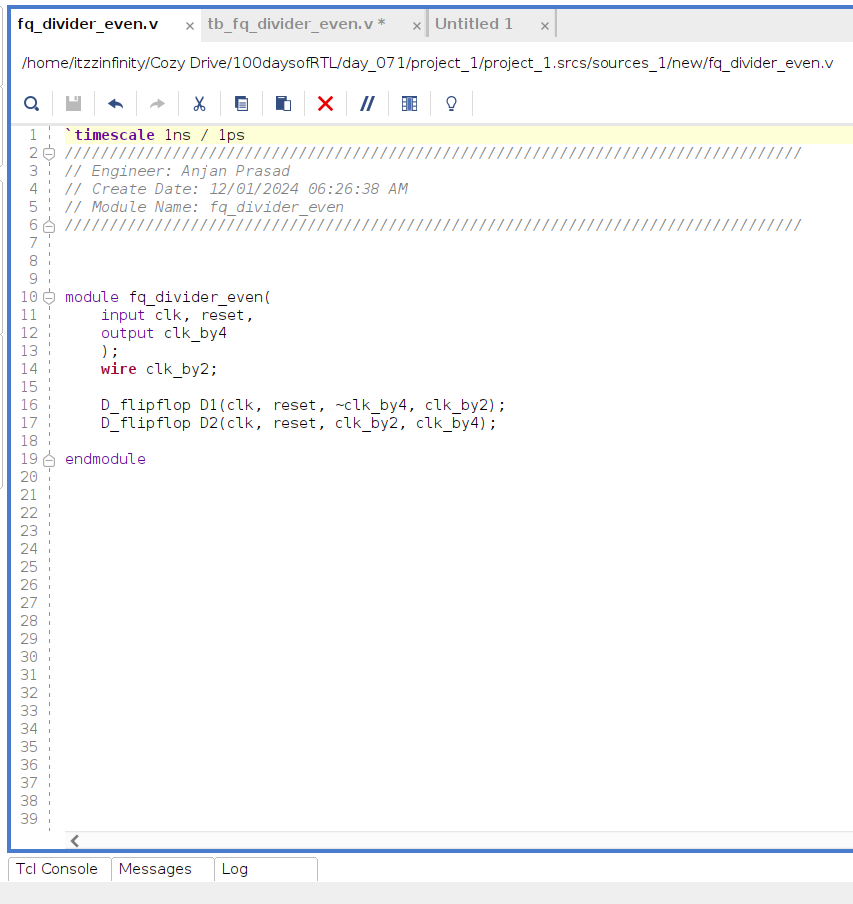 fq_divider_even.v × tb_fq_divider_even.v * × Untitled 1 ×
/home/itzzinfinity/Cozy Drive/100daysofRTL/day_071/project_1/project_1.srcs/sources_1/new/fq_divider_even.v
1 `timescale 1ns / 1ps
2 //////////////////////////////////////////////////////////////////////////////////
3 // Engineer: Anjan Prasad
4 // Create Date: 12/01/2024 06:26:38 AM
5 // Module Name: fq_divider_even
6 //////////////////////////////////////////////////////////////////////////////////
7
8
9
10 module fq_divider_even(
11     input clk, reset,
12     output clk_by4
13     );
14     wire clk_by2;
15
16     D_flipflop D1(clk, reset, ~clk_by4, clk_by2);
17     D_flipflop D2(clk, reset, clk_by2, clk_by4);
18
19 endmodule
20
21
22
23
24
25
26
27
28
29
30
31
32
33
34
35
36
37
38
39
Tcl Console Messages Log